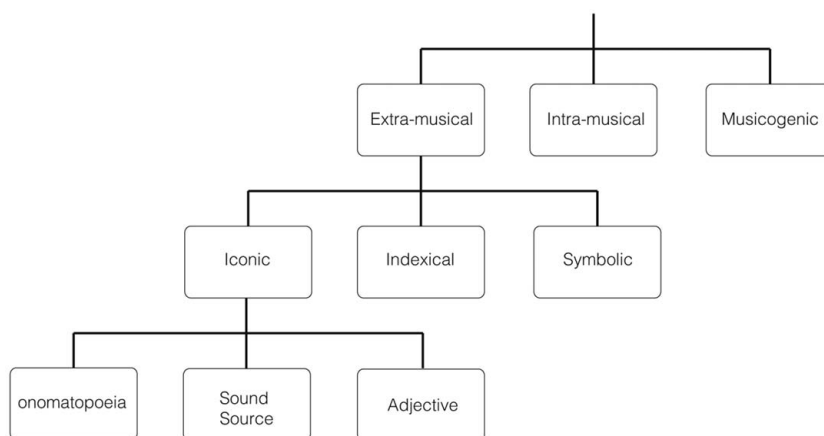 Extra-musical
Intra-musical
Musicogenic
Iconic
Indexical
Symbolic
onomatopoeia
Sound
Source
Adjective